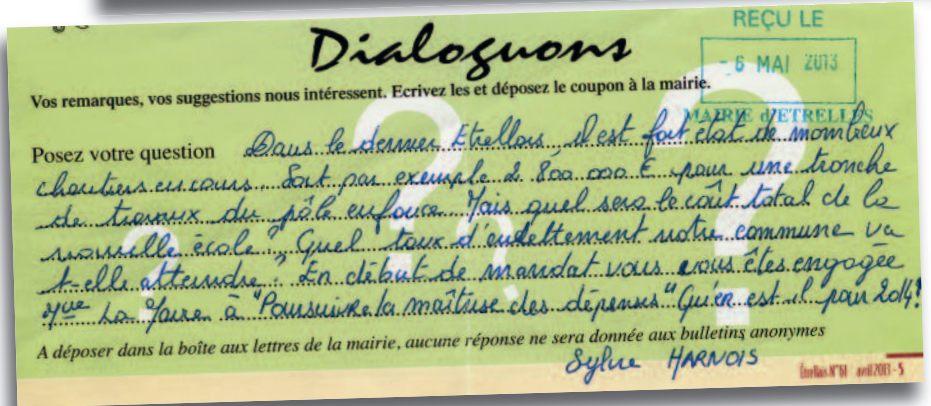 Dialoguons
REÇU LE
- 6 MAI 2013
MAIRIE d'ETRELLES
Vos remarques, vos suggestions nous intéressent. Ecrivez les et déposez le coupon à la mairie.
Posez votre question Dans le dernier Etrellais il est fait état de nombreux
chantiers en cours. Soit par exemple 2 800 000 € pour une tranche
de travaux du pôle enfance. Mais quel sera le coût total de la
nouvelle école ? Quel taux d'endettement notre commune va
t-elle atteindre. En début de mandat vous vous êtes engagée
Mme La Maire à "Poursuivre la maîtrise des dépenses" Qu'en est il pour 2014?
A déposer dans la boîte aux lettres de la mairie, aucune réponse ne sera donnée aux bulletins anonymes
Sylvie HARNOIS
Étrellais N°61 avril 2013 - 5